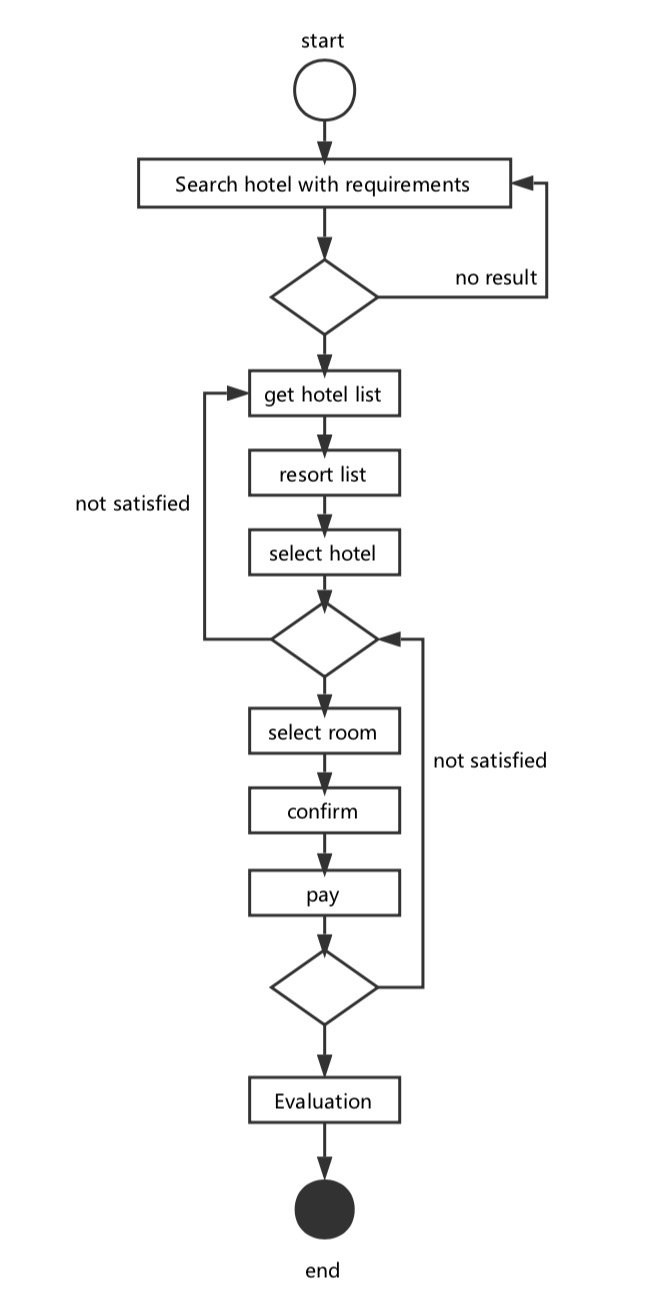 start
Search hotel with requirements
no result
get hotel list
resort list
not satisfied
select hotel
select room
not satisfied
confirm
pay
Evaluation
end